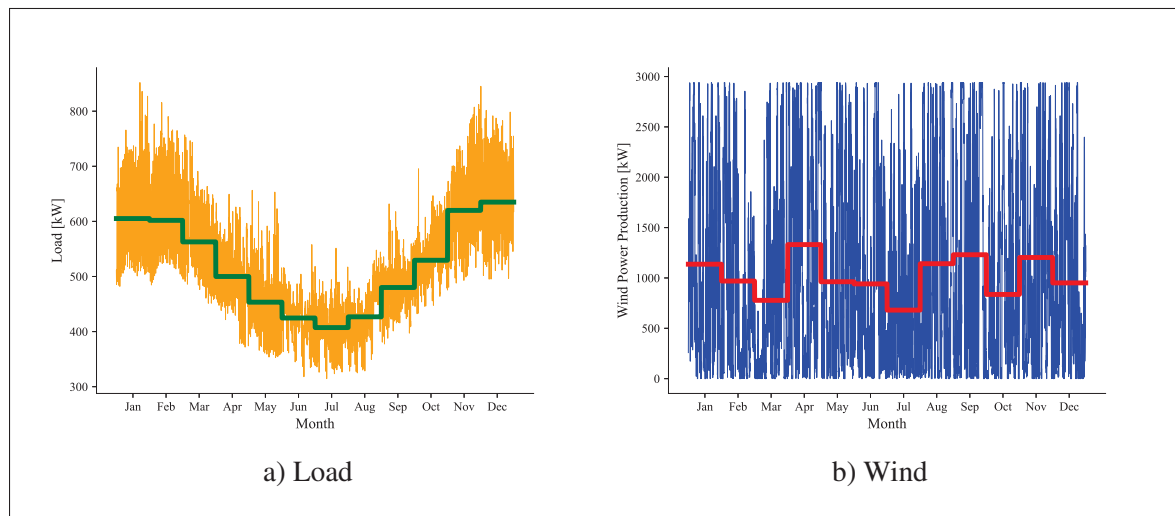 800
700
600
500
400
300
Load [kW]
Jan Feb Mar Apr May Jun Jul Aug Sep Oct Nov Dec
Month
a) Load
3000
2500
2000
1500
1000
500
0
Wind Power Production [kW]
Jan Feb Mar Apr May Jun Jul Aug Sep Oct Nov Dec
Month
b) Wind